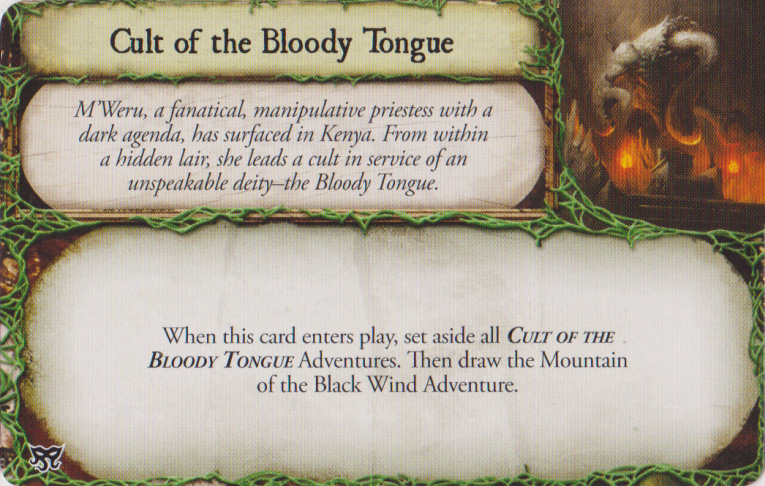 Cult of the Bloody Tongue
M'Weru, a fanatical, manipulative priestess with a
dark agenda, has surfaced in Kenya. From within
a hidden lair, she leads a cult in service of an
unspeakable deity–the Bloody Tongue.
When this card enters play, set aside all CULT OF THE
BLOODY TONGUE Adventures. Then draw the Mountain
of the Black Wind Adventure.